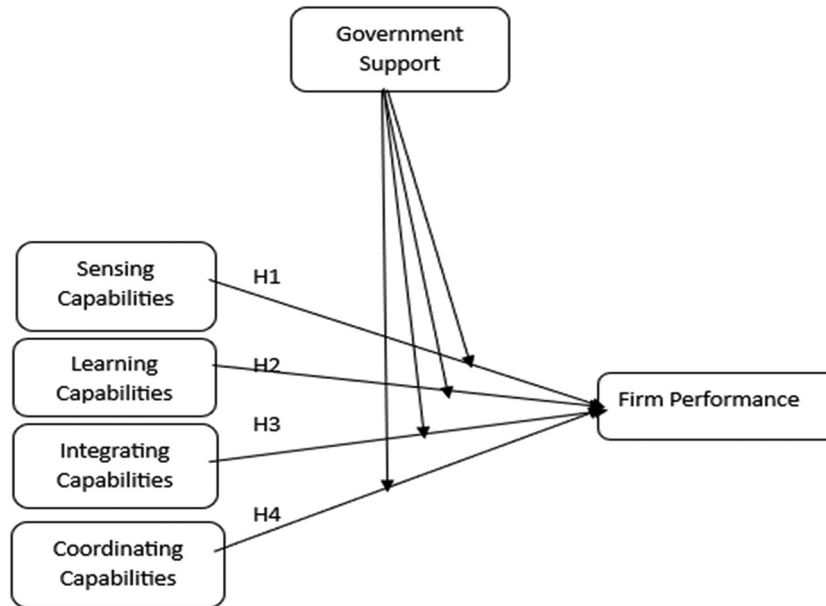 Government
Support
Sensing
Capabilities
H1
Learning
Capabilities
H2
Firm Performance
Integrating
Capabilities
H3
Coordinating
Capabilities
H4